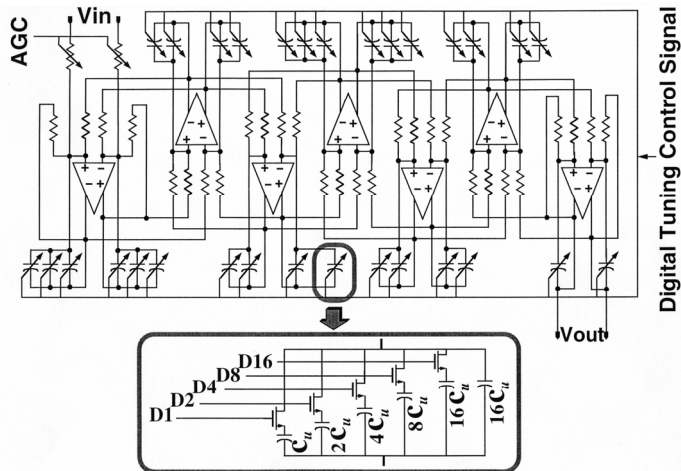 AGC
Vin
Digital Tuning Control Signal
Vout
D16
D8
D4
D2
D1
Cu
2Cu
4Cu
8Cu
16Cu
16Cu